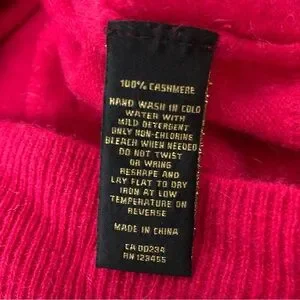 100% CASHMERE
HAND WASH IN COLD
WATER WITH
MILD DETERGENT
ONLY NON-CHLORINE
BLEACH WHEN NEEDED
DO NOT TWIST
OR WRING
RESHAPE AND
LAY FLAT TO DRY
IRON AT LOW
TEMPERATURE ON
REVERSE
MADE IN CHINA
CA 00234
RN 123455